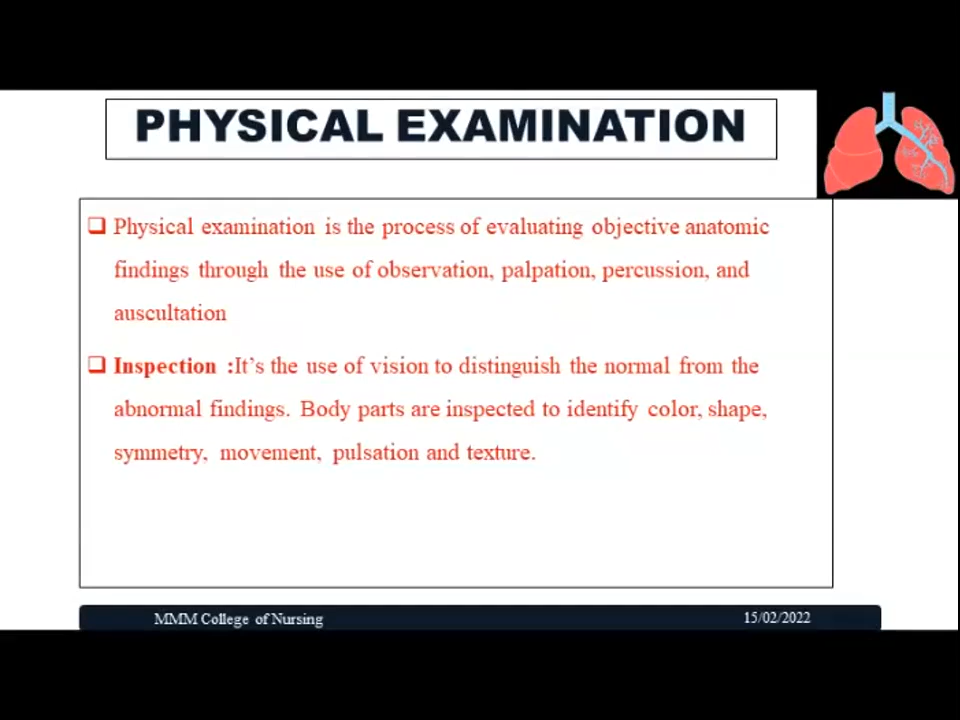 PHYSICAL EXAMINATION
Physical examination is the process of evaluating objective anatomic
findings through the use of observation, palpation, percussion, and
auscultation
Inspection :It’s the use of vision to distinguish the normal from the
abnormal findings. Body parts are inspected to identify color, shape,
symmetry, movement, pulsation and texture.
MMM College of Nursing
15/02/2022